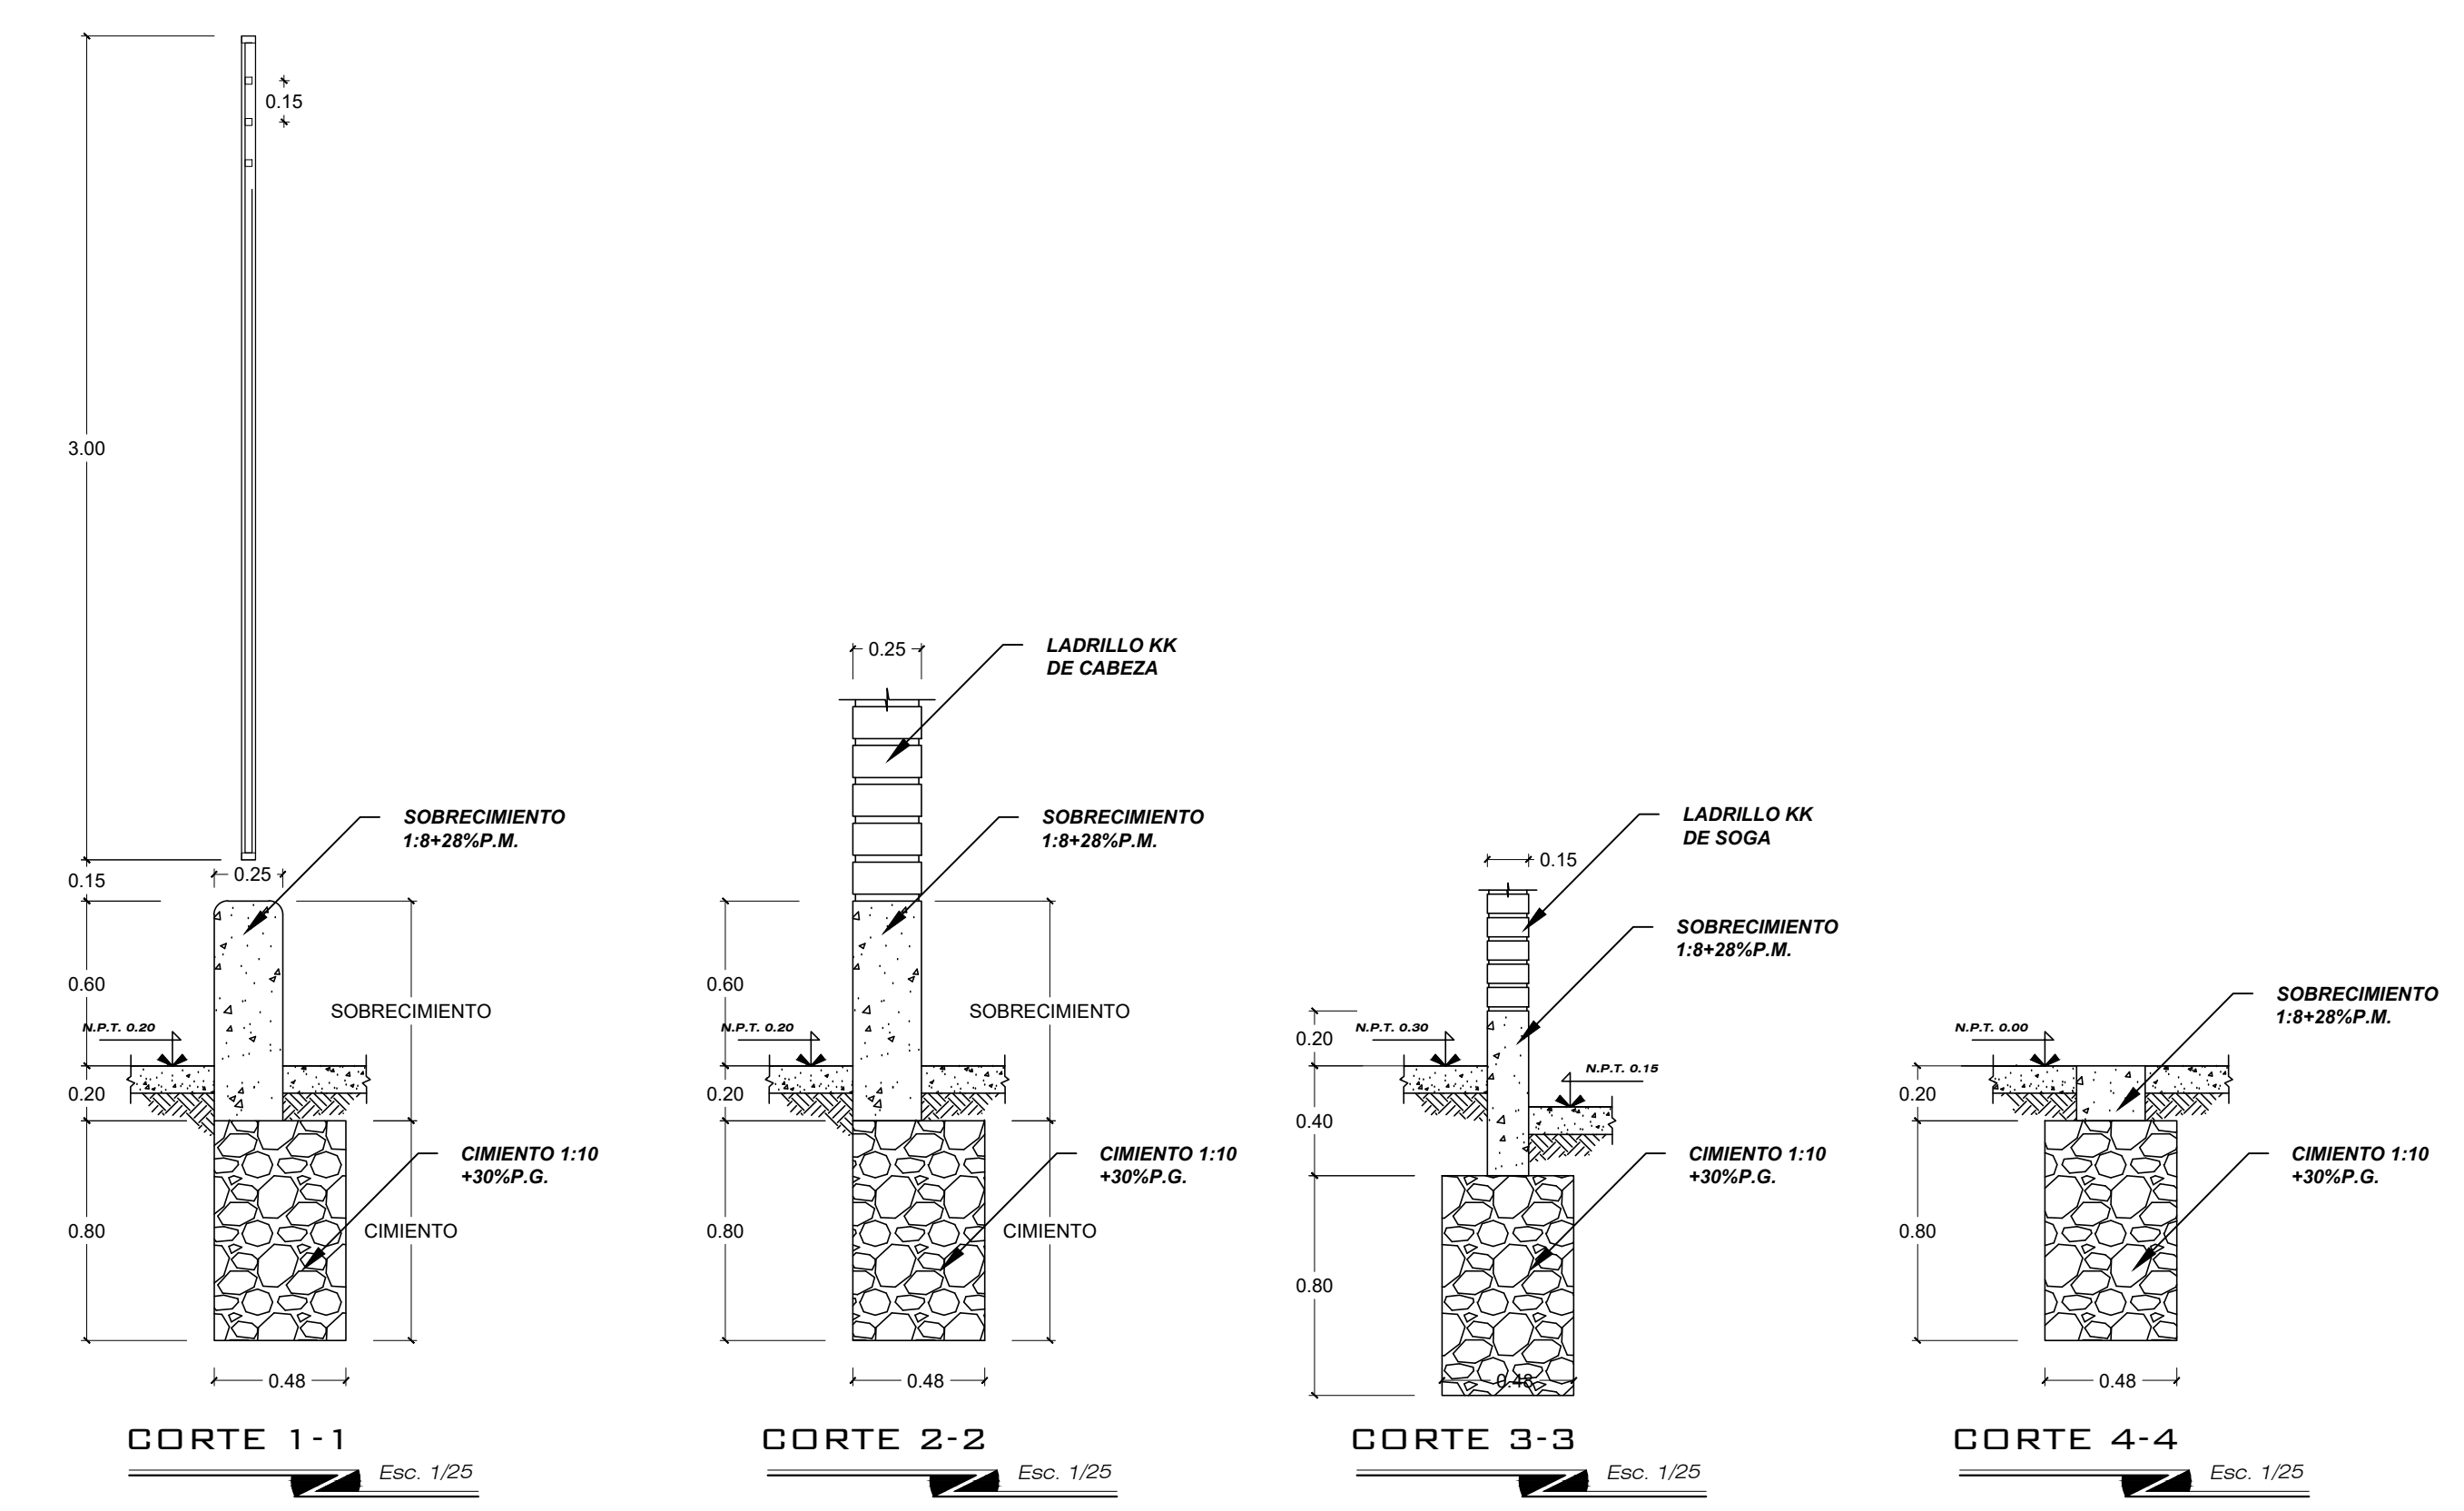 0.15
3.00
SOBRECIMIENTO
1:8+28%P.M.
0.15
0.25
0.60
SOBRECIMIENTO
N.P.T. 0.20
0.20
CIMIENTO 1:10
+30%P.G.
0.80
CIMIENTO
0.48
CORTE 1-1
Esc. 1/25
0.25
LADRILLO KK
DE CABEZA
SOBRECIMIENTO
1:8+28%P.M.
0.60
SOBRECIMIENTO
N.P.T. 0.20
0.20
CIMIENTO 1:10
+30%P.G.
0.80
CIMIENTO
0.48
CORTE 2-2
Esc. 1/25
LADRILLO KK
DE SOGA
0.15
SOBRECIMIENTO
1:8+28%P.M.
0.20
N.P.T. 0.30
N.P.T. 0.15
0.40
CIMIENTO 1:10
+30%P.G.
0.80
0.48
CORTE 3-3
Esc. 1/25
SOBRECIMIENTO
1:8+28%P.M.
N.P.T. 0.00
0.20
CIMIENTO 1:10
+30%P.G.
0.80
0.48
CORTE 4-4
Esc. 1/25